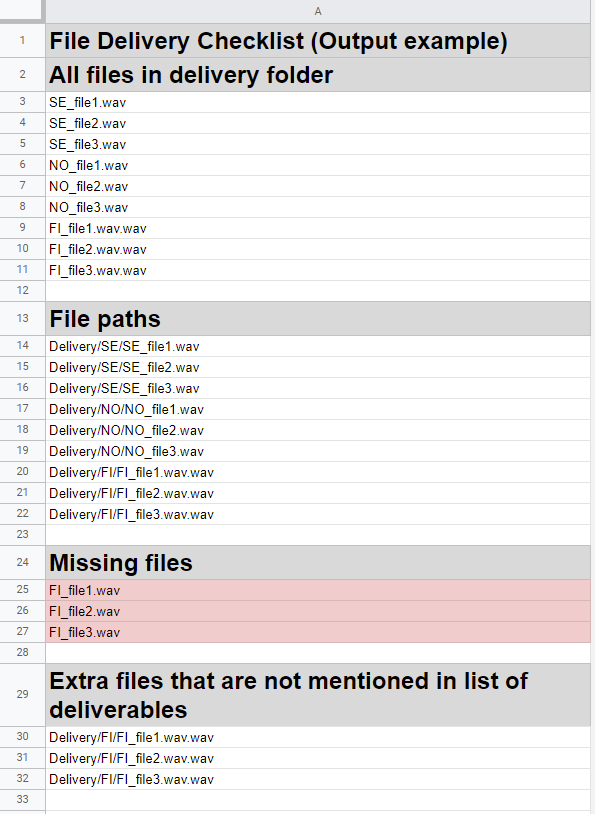 A
1 File Delivery Checklist (Output example)
2 All files in delivery folder
3 SE_file1.wav
4 SE_file2.wav
5 SE_file3.wav
6 NO_file1.wav
7 NO_file2.wav
8 NO_file3.wav
9 FI_file1.wav.wav
10 FI_file2.wav.wav
11 FI_file3.wav.wav
12
13 File paths
14 Delivery/SE/SE_file1.wav
15 Delivery/SE/SE_file2.wav
16 Delivery/SE/SE_file3.wav
17 Delivery/NO/NO_file1.wav
18 Delivery/NO/NO_file2.wav
19 Delivery/NO/NO_file3.wav
20 Delivery/FI/FI_file1.wav.wav
21 Delivery/FI/FI_file2.wav.wav
22 Delivery/FI/FI_file3.wav.wav
23
24 Missing files
25 FI_file1.wav
26 FI_file2.wav
27 FI_file3.wav
28
29 Extra files that are not mentioned in list of
deliverables
30 Delivery/FI/FI_file1.wav.wav
31 Delivery/FI/FI_file2.wav.wav
32 Delivery/FI/FI_file3.wav.wav
33